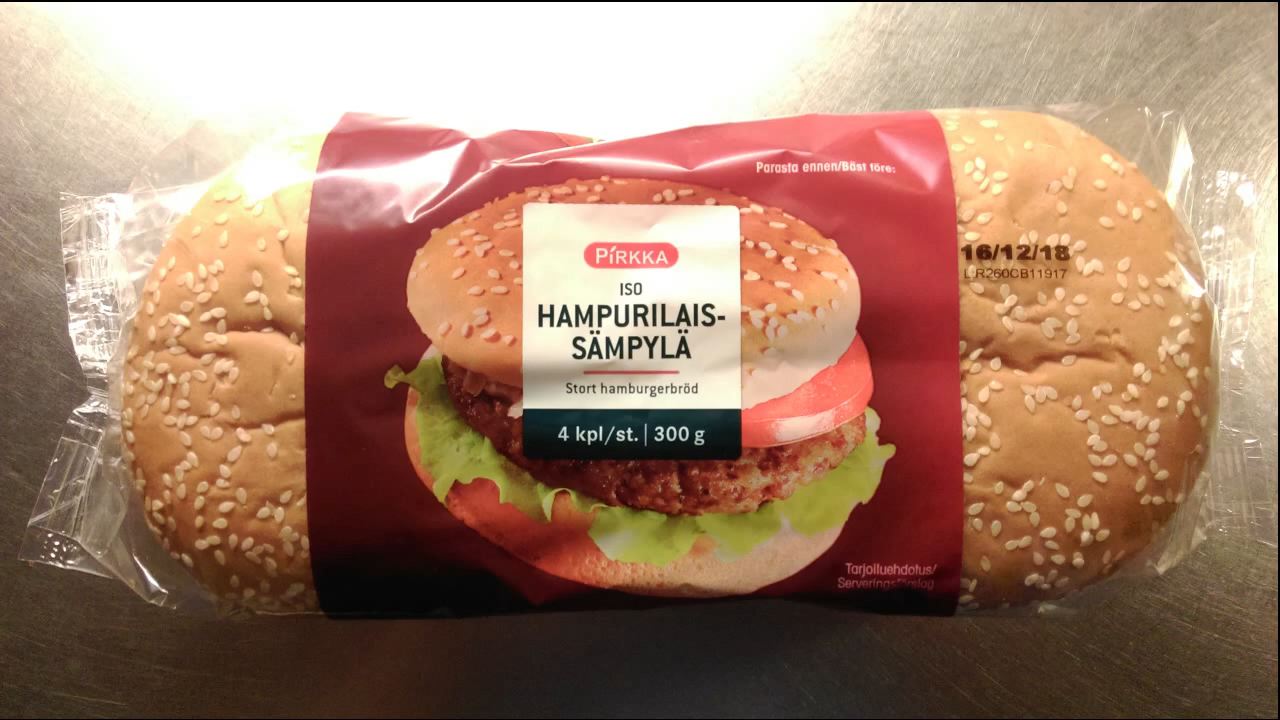 Parasta ennen/Bäst före:
PIRKKA
ISO
HAMPURILAIS-
SÄMPYLÄ
Stort hamburgerbröd
4 kpl/st. | 300 g
16/12/18
L:R260CB11917
Tarjoiluehdotus/
Serveringsförslag